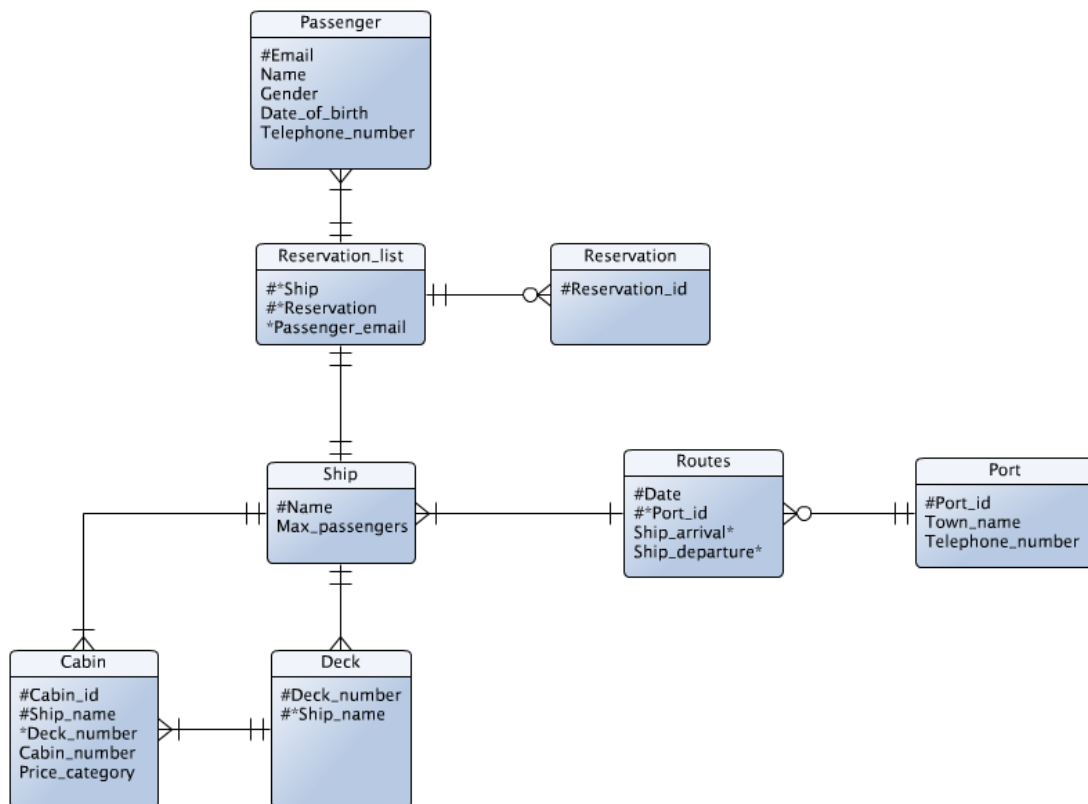 Passenger
#Email
Name
Gender
Date_of_birth
Telephone_number
Reservation_list
#*Ship
#*Reservation
*Passenger_email
Reservation
#Reservation_id
Ship
#Name
Max_passengers
Routes
#Date
#*Port_id
Ship_arrival*
Ship_departure*
Port
#Port_id
Town_name
Telephone_number
Cabin
#Cabin_id
#Ship_name
*Deck_number
Cabin_number
Price_category
Deck
#Deck_number
#*Ship_name